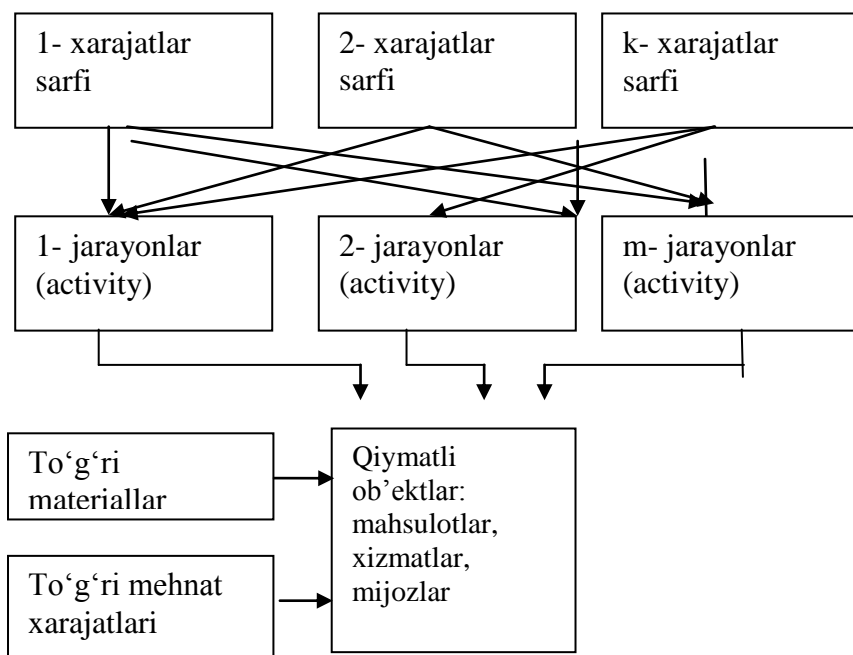 1- xarajatlar
sarfi
2- xarajatlar
sarfi
k- xarajatlar
sarfi
1- jarayonlar
(activity)
2- jarayonlar
(activity)
m- jarayonlar
(activity)
To‘g‘ri
materiallar
Qiymatli
ob’ektlar:
mahsulotlar,
xizmatlar,
mijozlar
To‘g‘ri mehnat
xarajatlari